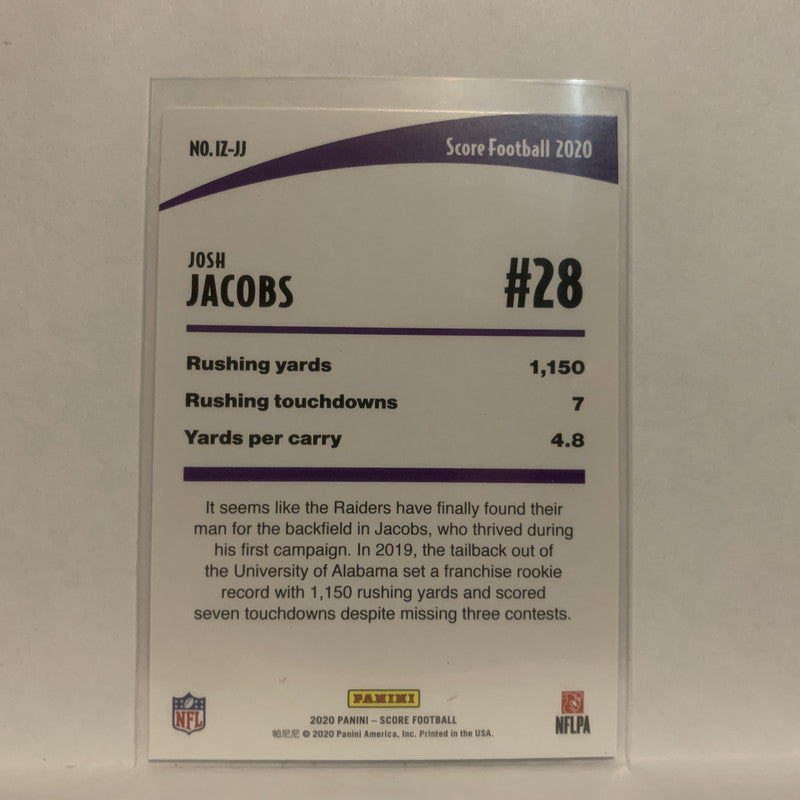 NO. IZ-JJ
Score Football 2020
JOSH
JACOBS
#28
Rushing yards 1,150
Rushing touchdowns 7
Yards per carry 4.8
It seems like the Raiders have finally found their
man for the backfield in Jacobs, who thrived during
his first campaign. In 2019, the tailback out of
the University of Alabama set a franchise rookie
record with 1,150 rushing yards and scored
seven touchdowns despite missing three contests.
NFL
PANINI
2020 PANINI – SCORE FOOTBALL
帕尼尼 © 2020 Panini America, Inc. Printed in the USA.
NFLPA